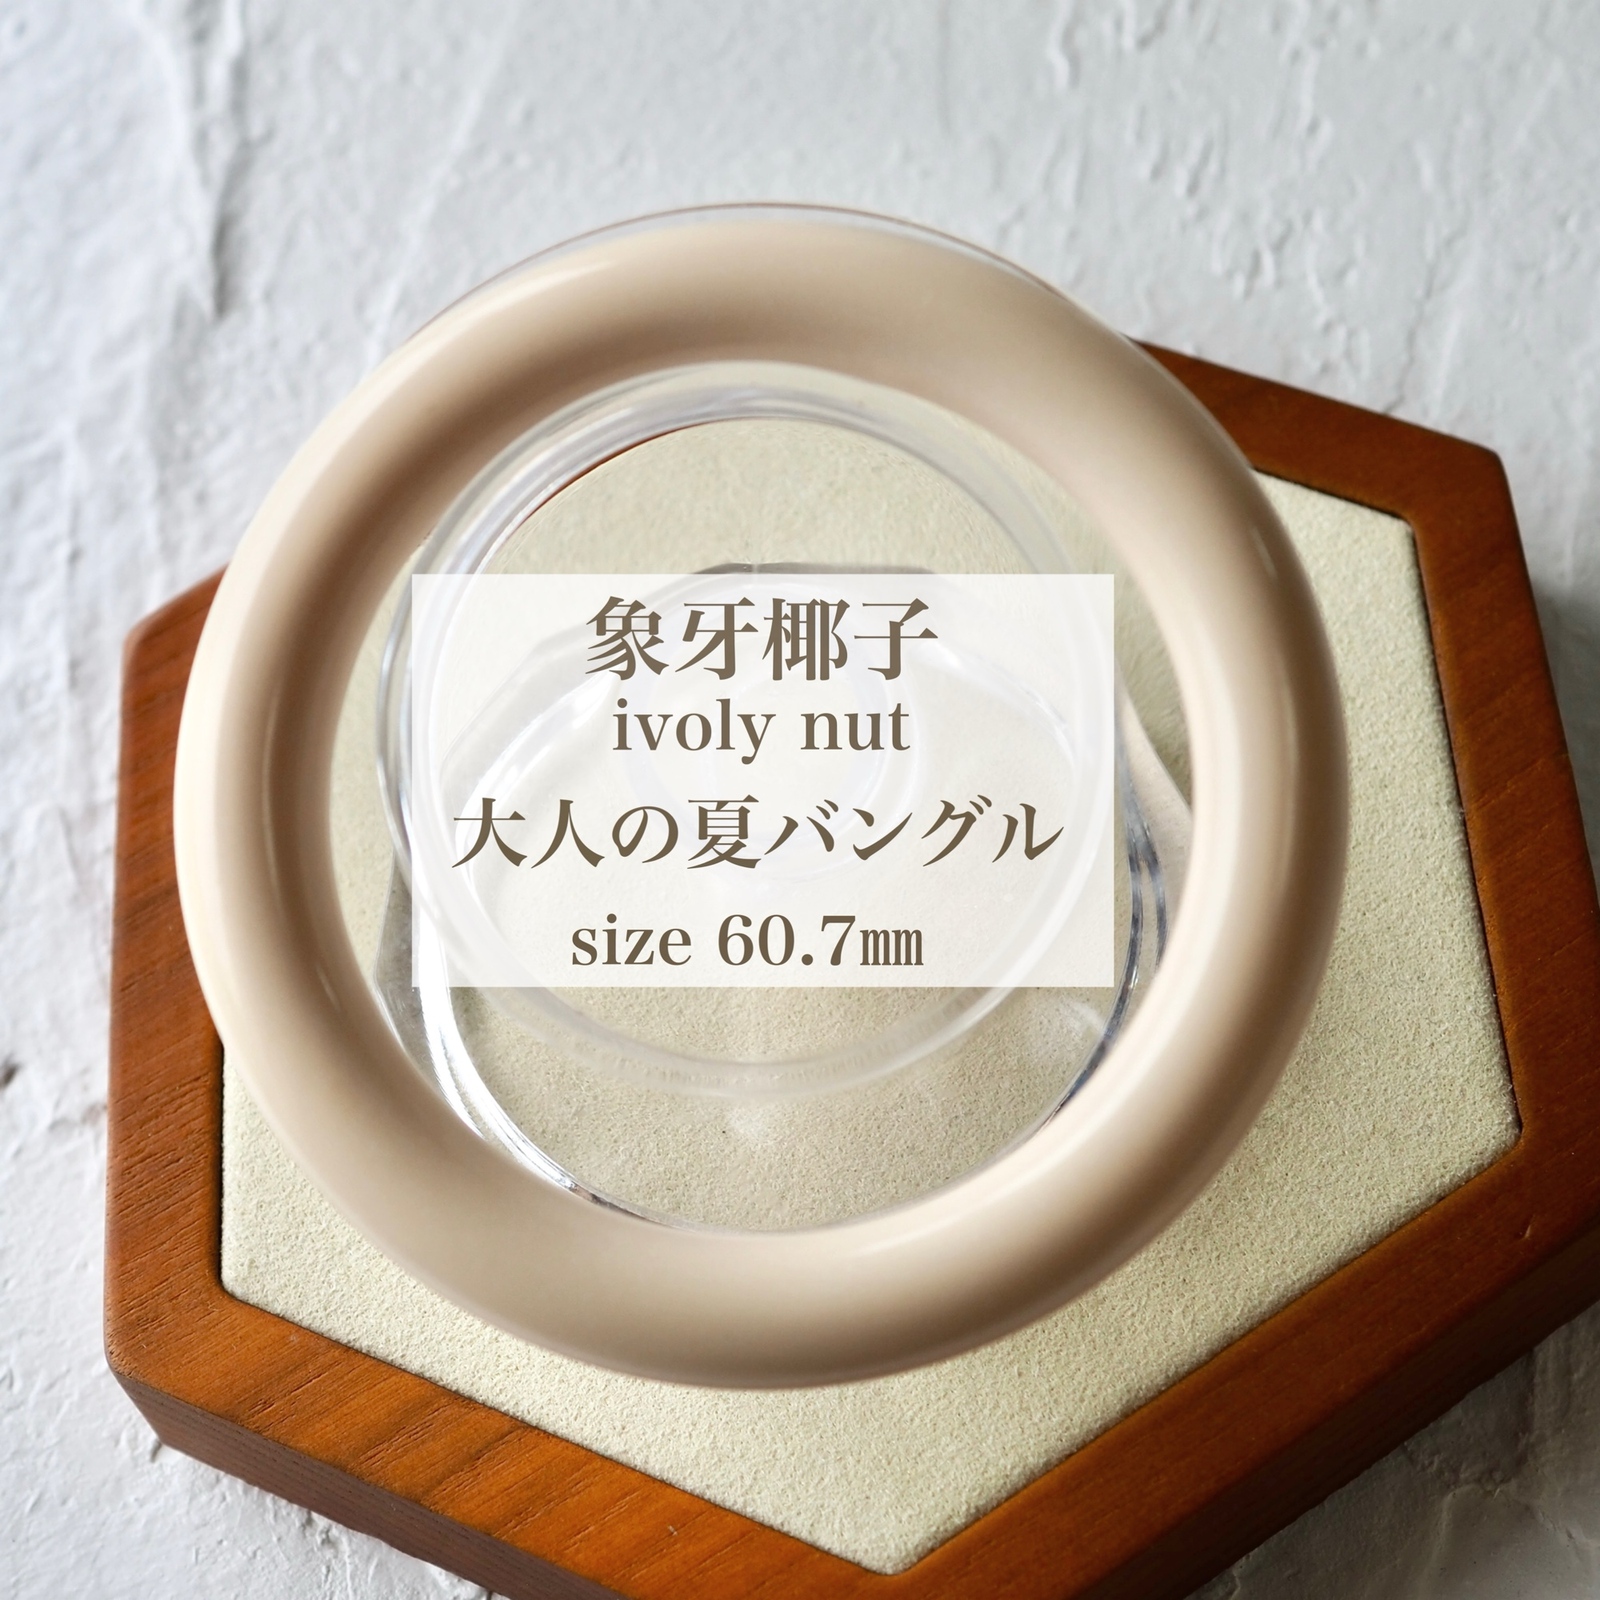 象牙椰子
ivoly nut
大人の夏バングル
size 60.7㎜